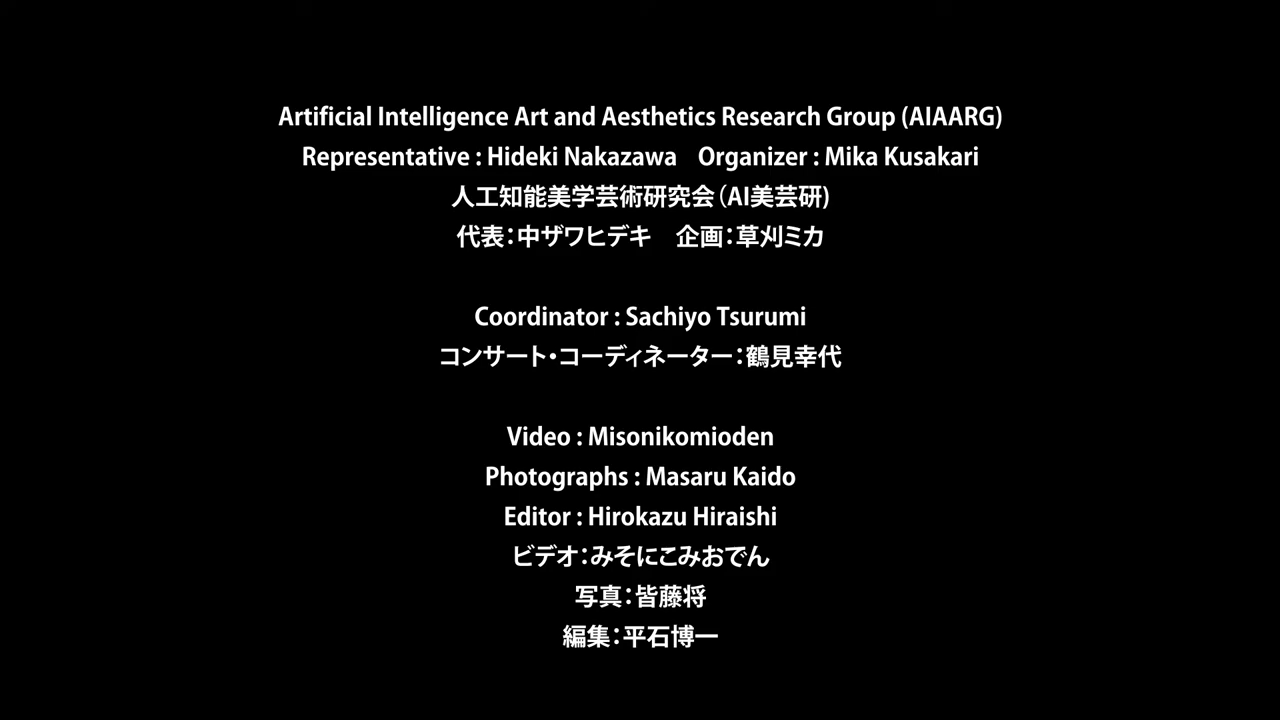 Artificial Intelligence Art and Aesthetics Research Group (AIAARG)
Representative : Hideki Nakazawa　Organizer : Mika Kusakari
人工知能美学芸術研究会（AI美芸研)
代表：中ザワヒデキ　企画：草刈ミカ
Coordinator : Sachiyo Tsurumi
コンサート・コーディネーター：鶴見幸代
Video : Misonikomioden
Photographs : Masaru Kaido
Editor : Hirokazu Hiraishi
ビデオ：みそにこみおでん
写真：皆藤将
編集：平石博一